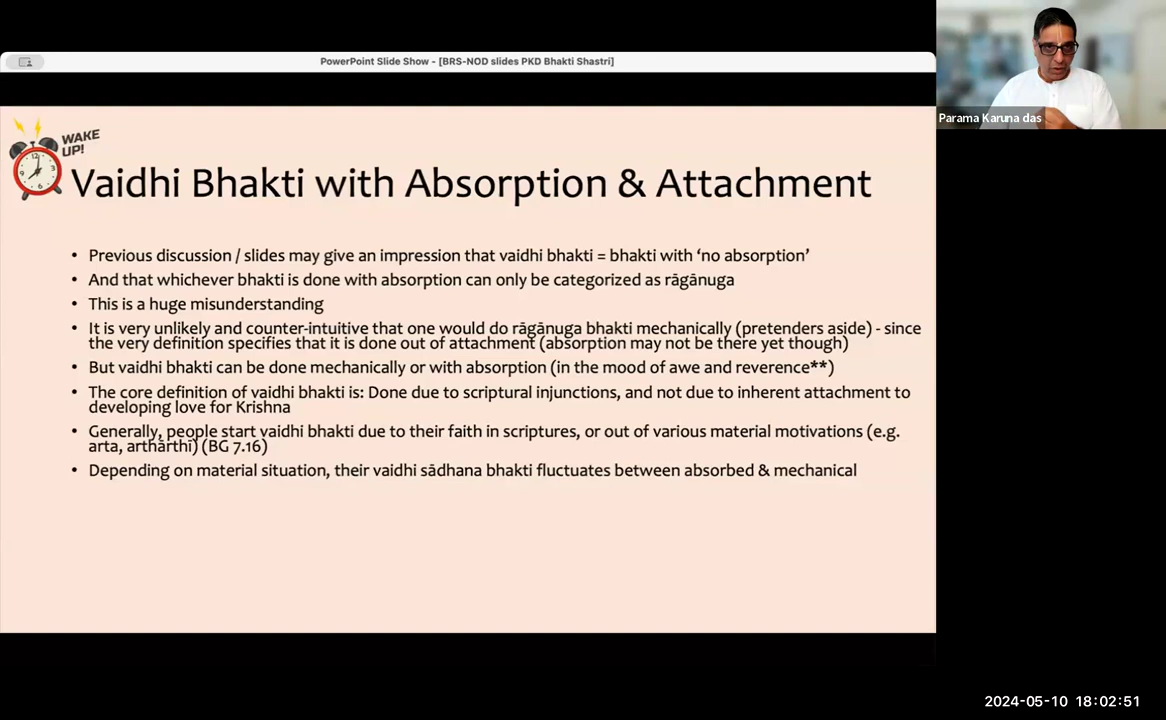 PowerPoint Slide Show - [BRS-NOD slides PKD Bhakti Shastri]
Parama Karuna das
WAKE
UP!
Vaidhi Bhakti with Absorption & Attachment
• Previous discussion / slides may give an impression that vaidhi bhakti = bhakti with ‘no absorption’
• And that whichever bhakti is done with absorption can only be categorized as rāgānuga
• This is a huge misunderstanding
• It is very unlikely and counter-intuitive that one would do rāgānuga bhakti mechanically (pretenders aside) - since
the very definition specifies that it is done out of attachment (absorption may not be there yet though)
• But vaidhi bhakti can be done mechanically or with absorption (in the mood of awe and reverence**)
• The core definition of vaidhi bhakti is: Done due to scriptural injunctions, and not due to inherent attachment to
developing love for Krishna
• Generally, people start vaidhi bhakti due to their faith in scriptures, or out of various material motivations (e.g.
arta, arthārthī) (BG 7.16)
• Depending on material situation, their vaidhi sādhana bhakti fluctuates between absorbed & mechanical
2024-05-10 18:02:51